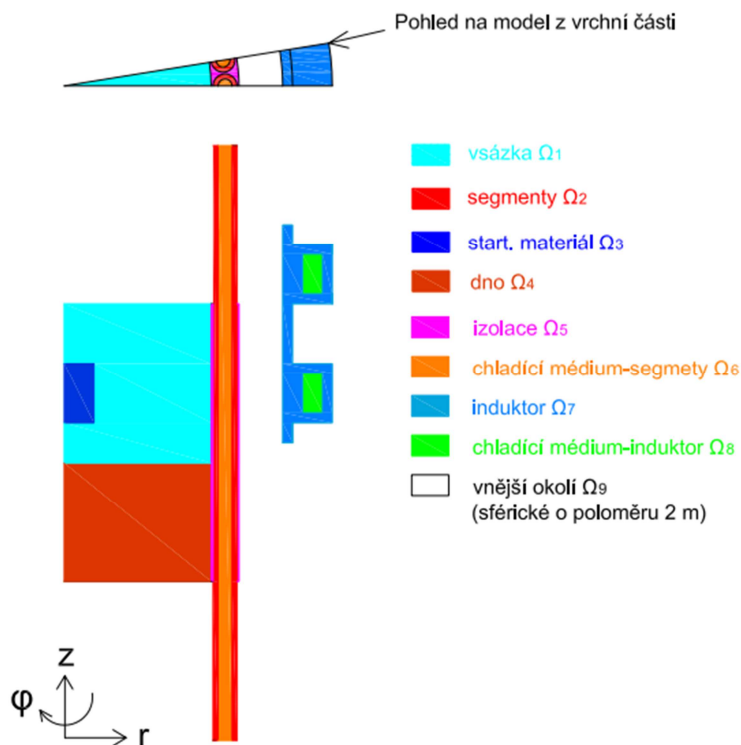 Pohled na model z vrchní části
vsázka Ω1
segmenty Ω2
start. materiál Ω3
dno Ω4
izolace Ω5
chladící médium-segmety Ω6
induktor Ω7
chladící médium-induktor Ω8
vnější okolí Ω9
(sférické o poloměru 2 m)
z
φ
r